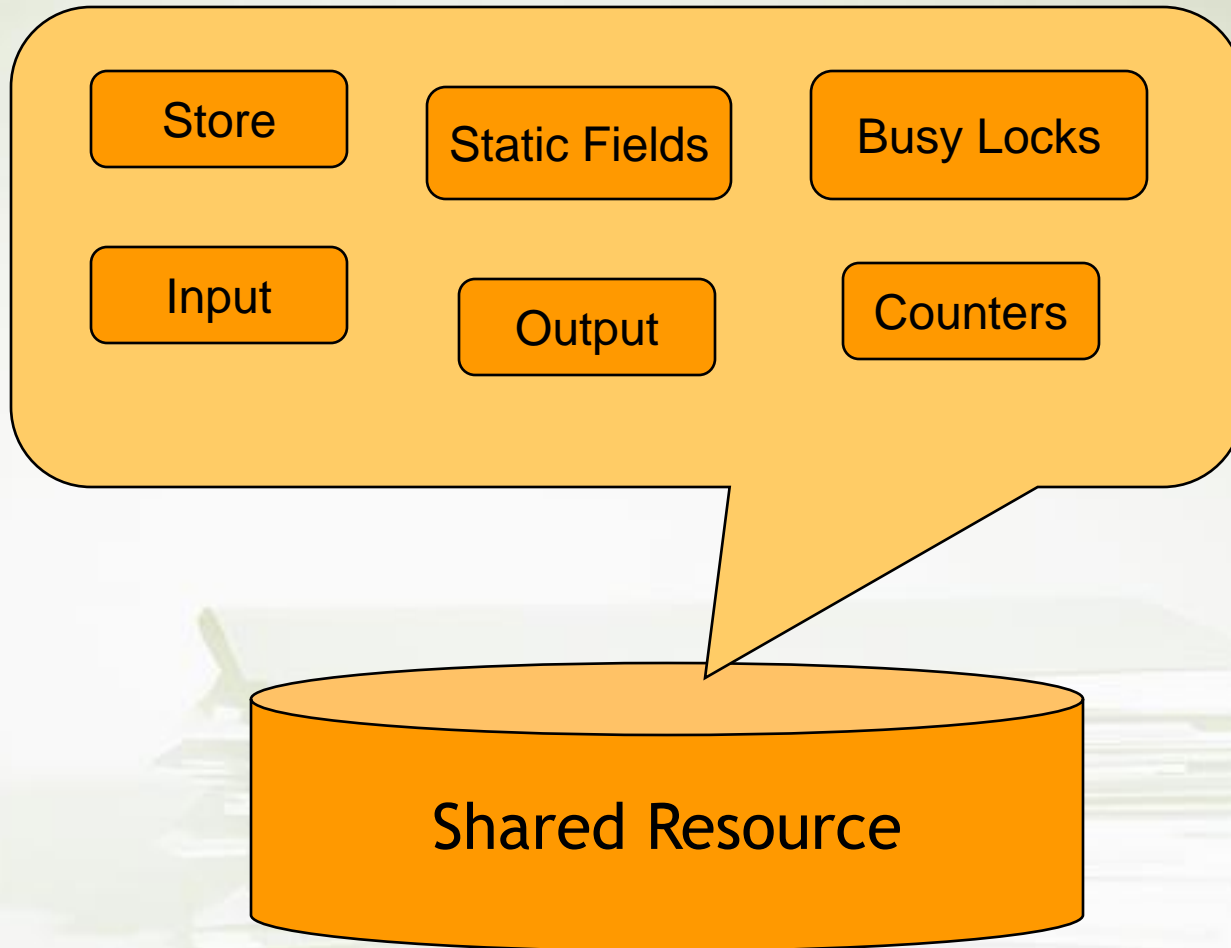 Store
Static Fields
Busy Locks
Input
Output
Counters
Shared Resource